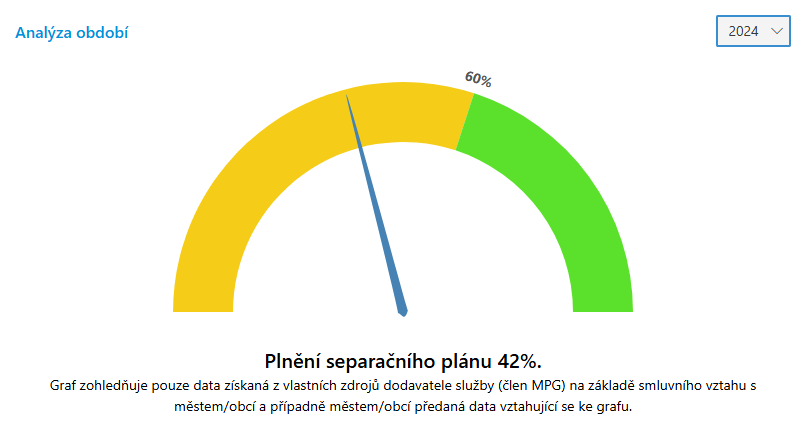 Analýza období
2024
60%
Plnění separačního plánu 42%.
Graf zohledňuje pouze data získaná z vlastních zdrojů dodavatele služby (člen MPG) na základě smluvního vztahu s
městem/obcí a případně městem/obcí předaná data vztahující se ke grafu.